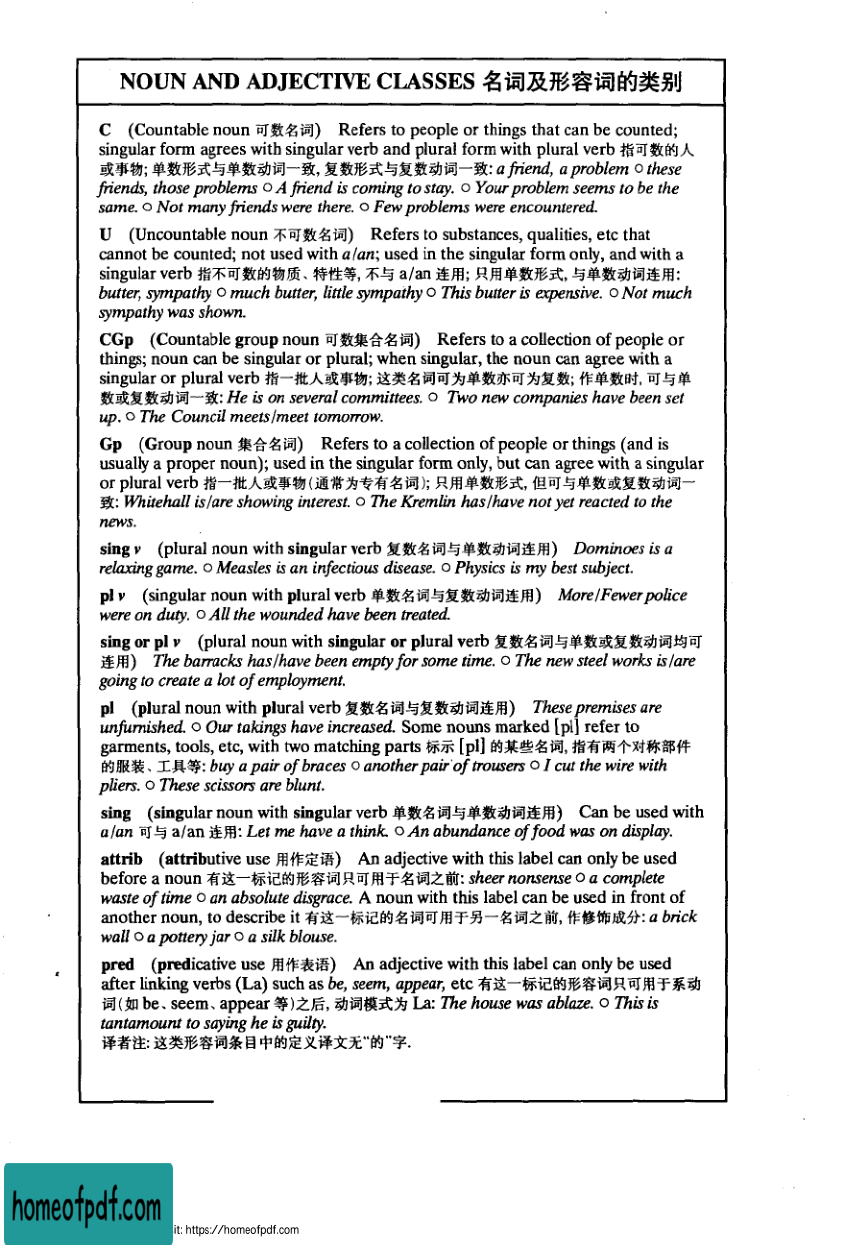 NOUN AND ADJECTIVE CLASSES 名词及形容词的类别
C (Countable noun 可数名词) Refers to people or things that can be counted;
singular form agrees with singular verb and plural form with plural verb 指可数的人
或事物; 单数形式与单数动词一致, 复数形式与复数动词一致: a friend, a problem ○ these
friends, those problems ○ A friend is coming to stay. ○ Your problem seems to be the
same. ○ Not many friends were there. ○ Few problems were encountered.
U (Uncountable noun 不可数名词) Refers to substances, qualities, etc that
cannot be counted; not used with a/an; used in the singular form only, and with a
singular verb 指不可数的物质、特性等, 不与 a/an 连用; 只用单数形式, 与单数动词连用:
butter, sympathy ○ much butter, little sympathy ○ This butter is expensive. ○ Not much
sympathy was shown.
CGp (Countable group noun 可数集合名词) Refers to a collection of people or
things; noun can be singular or plural; when singular, the noun can agree with a
singular or plural verb 指一批人或事物; 这类名词可为单数亦可为复数; 作单数时, 可与单
数或复数动词一致: He is on several committees. ○ Two new companies have been set
up. ○ The Council meets/meet tomorrow.
Gp (Group noun 集合名词) Refers to a collection of people or things (and is
usually a proper noun); used in the singular form only, but can agree with a singular
or plural verb 指一批人或事物(通常为专有名词); 只用单数形式, 但可与单数或复数动词一
致: Whitehall is/are showing interest. ○ The Kremlin has/have not yet reacted to the
news.
sing v (plural noun with singular verb 复数名词与单数动词连用) Dominoes is a
relaxing game. ○ Measles is an infectious disease. ○ Physics is my best subject.
pl v (singular noun with plural verb 单数名词与复数动词连用) More/Fewer police
were on duty. ○ All the wounded have been treated.
sing or pl v (plural noun with singular or plural verb 复数名词与单数或复数动词均可
连用) The barracks has/have been empty for some time. ○ The new steel works is/are
going to create a lot of employment.
pl (plural noun with plural verb 复数名词与复数动词连用) These premises are
unfurnished. ○ Our takings have increased. Some nouns marked [pl] refer to
garments, tools, etc, with two matching parts 标示 [pl] 的某些名词, 指有两个对称部件
的服装、工具等: buy a pair of braces ○ another pair of trousers ○ I cut the wire with
pliers. ○ These scissors are blunt.
sing (singular noun with singular verb 单数名词与单数动词连用) Can be used with
a/an 可与 a/an 连用: Let me have a think. ○ An abundance of food was on display.
attrib (attributive use 用作定语) An adjective with this label can only be used
before a noun 有这一标记的形容词只可用于名词之前: sheer nonsense ○ a complete
waste of time ○ an absolute disgrace. A noun with this label can be used in front of
another noun, to describe it 有这一标记的名词可用于另一名词之前, 作修饰成分: a brick
wall ○ a pottery jar ○ a silk blouse.
pred (predicative use 用作表语) An adjective with this label can only be used
after linking verbs (La) such as be, seem, appear, etc 有这一标记的形容词只可用于系动
词(如 be、seem、appear 等)之后, 动词模式为 La: The house was ablaze. ○ This is
tantamount to saying he is guilty.
译者注: 这类形容词条目中的定义译文无“的”字.
homeofpdf.com
it: https://homeofpdf.com